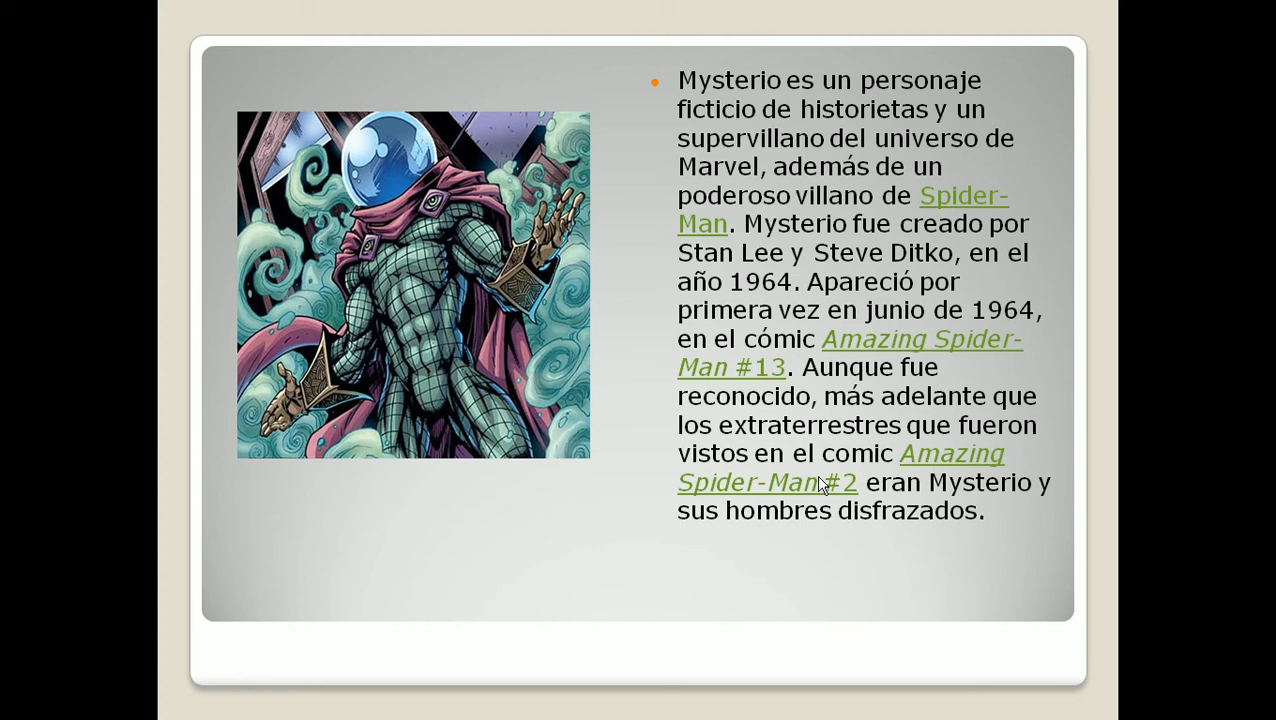 Mysterio es un personaje
ficticio de historietas y un
supervillano del universo de
Marvel, además de un
poderoso villano de Spider-
Man. Mysterio fue creado por
Stan Lee y Steve Ditko, en el
año 1964. Apareció por
primera vez en junio de 1964,
en el cómic Amazing Spider-
Man #13. Aunque fue
reconocido, más adelante que
los extraterrestres que fueron
vistos en el comic Amazing
Spider-Man #2 eran Mysterio y
sus hombres disfrazados.